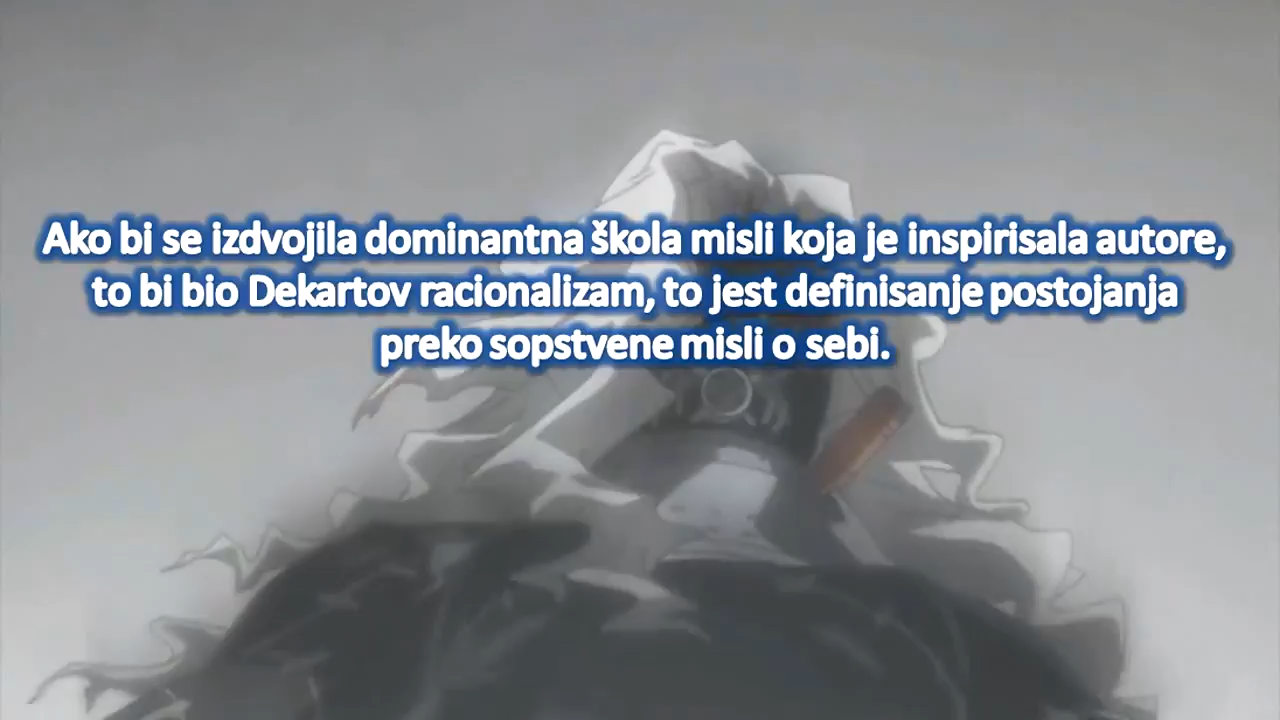 Ako bi se izdvojila dominantna škola misli koja je inspirisala autore,
to bi bio Dekartov racionalizam, to jest definisanje postojanja
preko sopstvene misli o sebi.